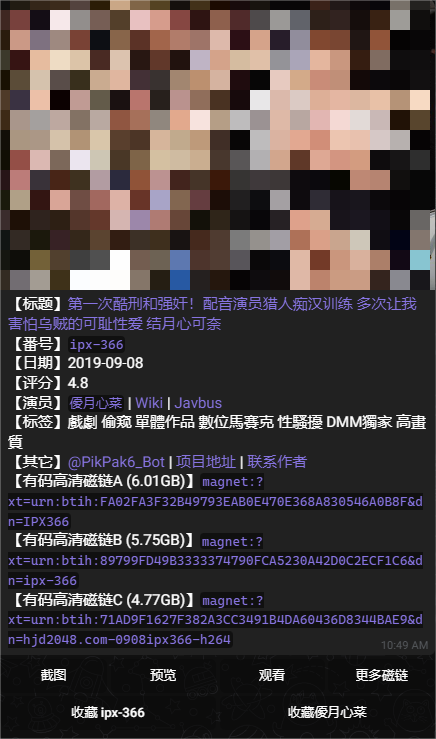 【标题】第一次酷刑和强奸！配音演员猎人痴汉训练 多次让我
害怕乌贼的可耻性爱 结月心可奈
【番号】ipx-366
【日期】2019-09-08
【评分】4.8
【演员】優月心菜 | Wiki | Javbus
【标签】戲劇 偷窺 單體作品 數位馬賽克 性騷擾 DMM獨家 高畫
質
【其它】@PikPak6_Bot | 项目地址 | 联系作者
【有码高清磁链A (6.01GB)】magnet:?
xt=urn:btih:FA02FA3F32B49793EAB0E470E368A830546A0B8F&d
n=IPX366
【有码高清磁链B (5.75GB)】magnet:?
xt=urn:btih:89799FD49B3333374790FCA5230A42D0C2ECF1C6&d
n=ipx-366
【有码高清磁链C (4.77GB)】magnet:?
xt=urn:btih:71AD9F1627F382A3CC3491B4DA60436D8344BAE9&d
n=hjd2048.com-0908ipx366-h264
10:49 AM
截图
预览
观看
更多磁链
收藏 ipx-366
收藏優月心菜